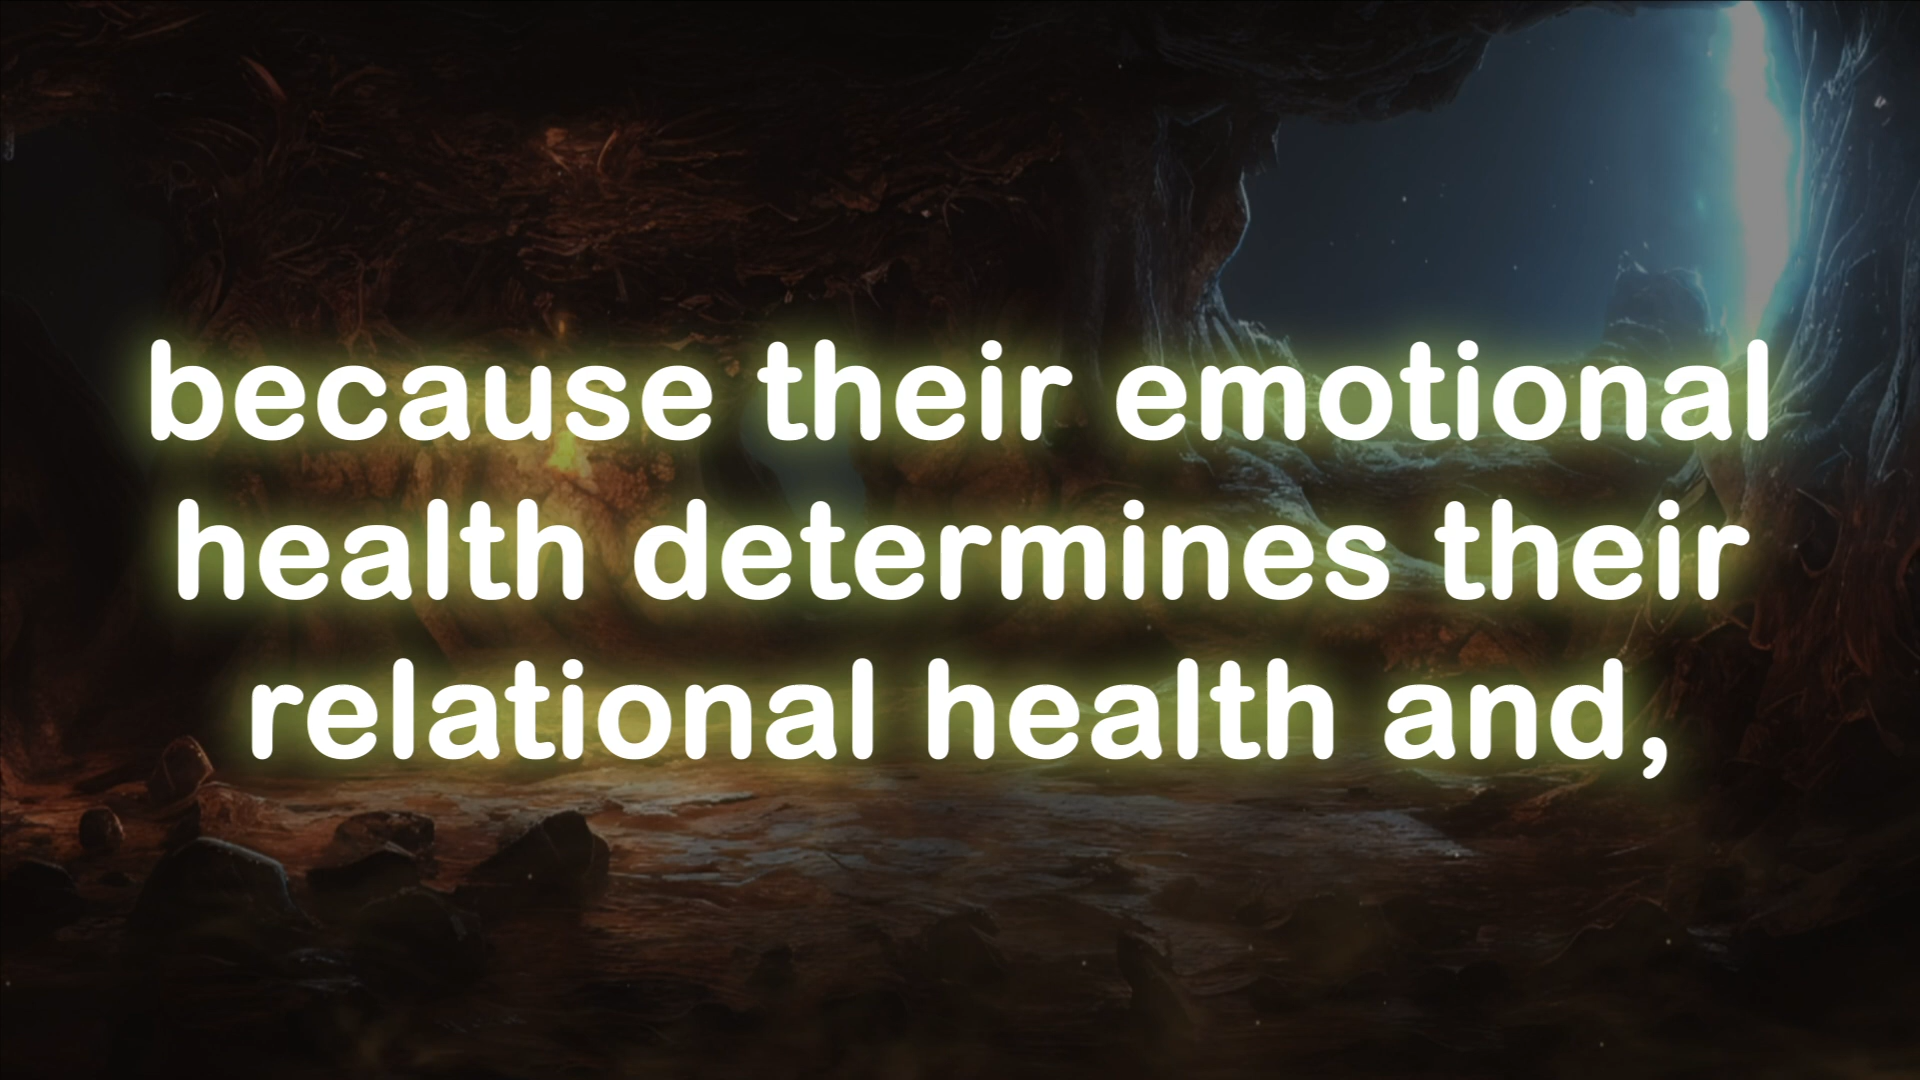 because their emotional
health determines their
relational health and,